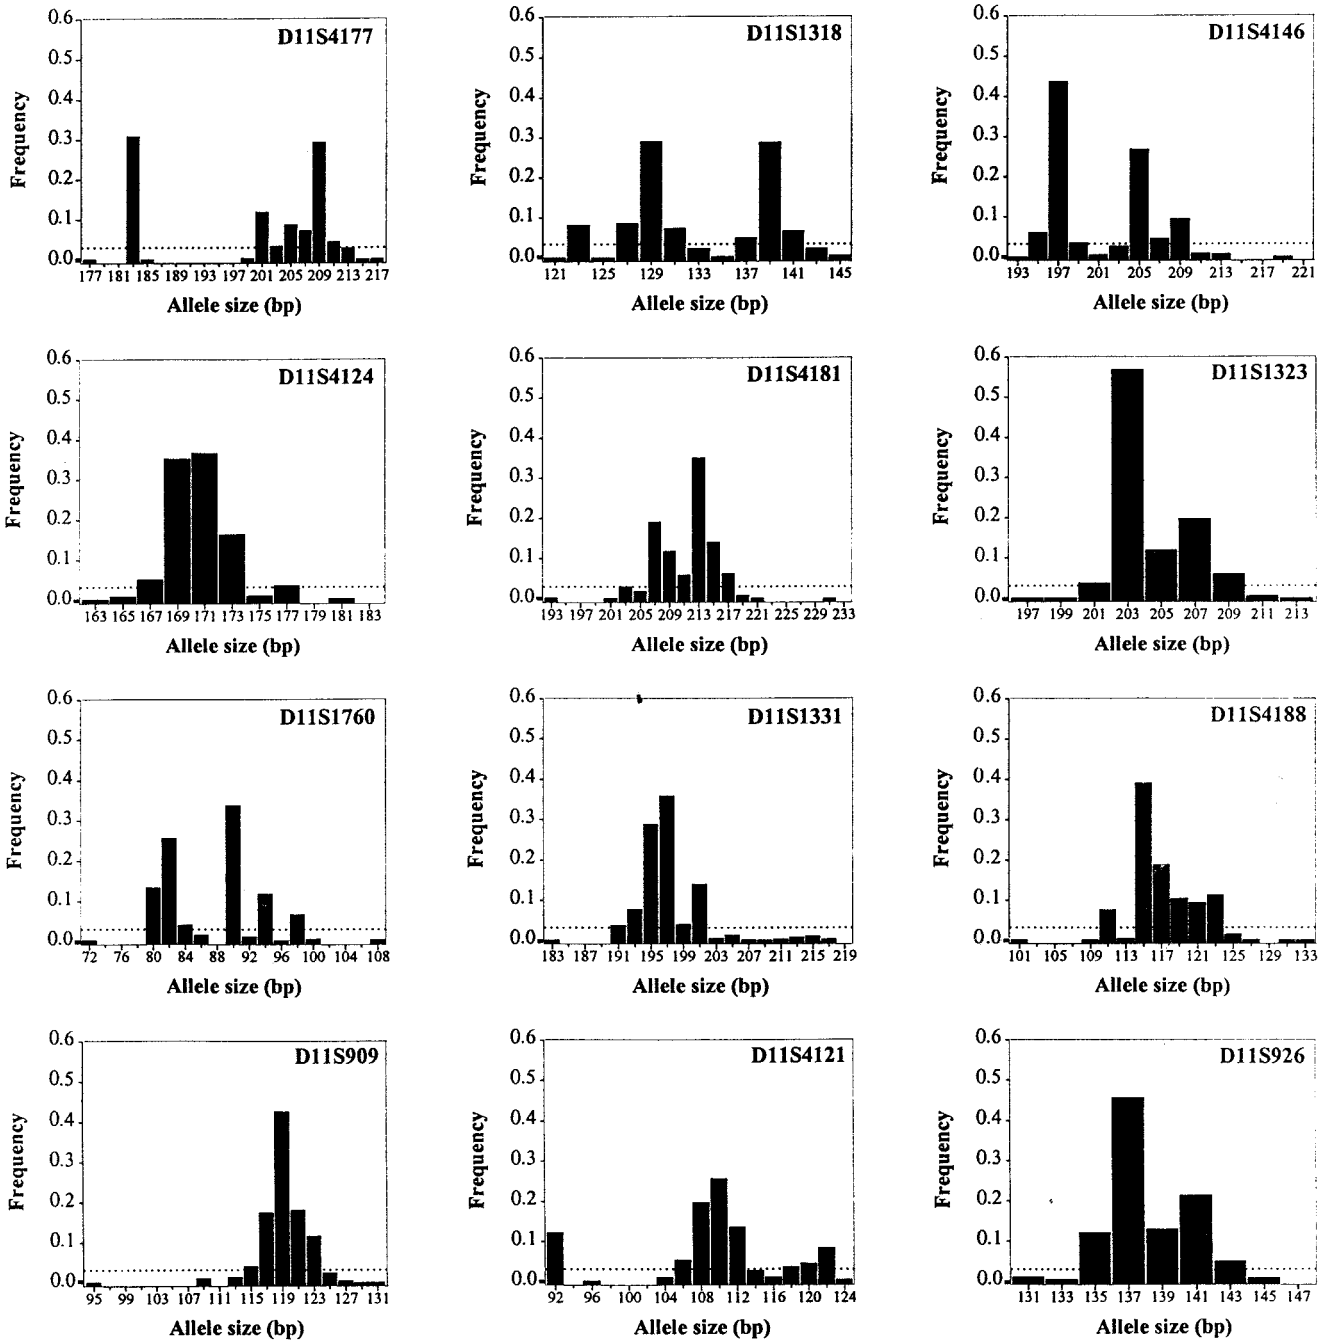 D11S4177
Frequency
0.6
0.5
0.4
0.3
0.2
0.1
0.0
177 181 185 189 193 197 201 205 209 213 217
Allele size (bp)
D11S1318
Frequency
0.6
0.5
0.4
0.3
0.2
0.1
0.0
121 125 129 133 137 141 145
Allele size (bp)
D11S4146
Frequency
0.6
0.5
0.4
0.3
0.2
0.1
0.0
193 197 201 205 209 213 217 221
Allele size (bp)
D11S4124
Frequency
0.6
0.5
0.4
0.3
0.2
0.1
0.0
163 165 167 169 171 173 175 177 179 181 183
Allele size (bp)
D11S4181
Frequency
0.6
0.5
0.4
0.3
0.2
0.1
0.0
193 197 201 205 209 213 217 221 225 229 233
Allele size (bp)
D11S1323
Frequency
0.6
0.5
0.4
0.3
0.2
0.1
0.0
197 199 201 203 205 207 209 211 213
Allele size (bp)
D11S1760
Frequency
0.6
0.5
0.4
0.3
0.2
0.1
0.0
72 76 80 84 88 92 96 100 104 108
Allele size (bp)
D11S1331
Frequency
0.6
0.5
0.4
0.3
0.2
0.1
0.0
183 187 191 195 199 203 207 211 215 219
Allele size (bp)
D11S4188
Frequency
0.6
0.5
0.4
0.3
0.2
0.1
0.0
101 105 109 113 117 121 125 129 133
Allele size (bp)
D11S909
Frequency
0.6
0.5
0.4
0.3
0.2
0.1
0.0
95 99 103 107 111 115 119 123 127 131
Allele size (bp)
D11S4121
Frequency
0.6
0.5
0.4
0.3
0.2
0.1
0.0
92 96 100 104 108 112 116 120 124
Allele size (bp)
D11S926
Frequency
0.6
0.5
0.4
0.3
0.2
0.1
0.0
131 133 135 137 139 141 143 145 147
Allele size (bp)